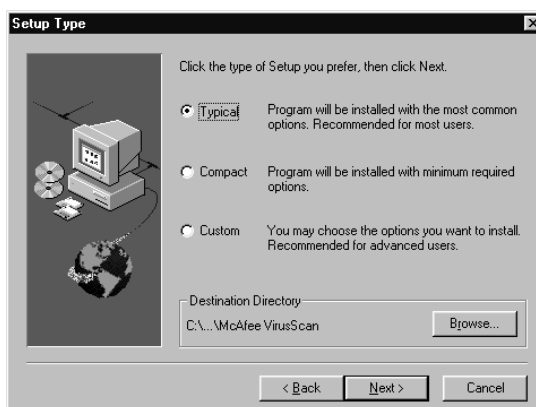 Setup Type
Click the type of Setup you prefer, then click Next.
Typical
Program will be installed with the most common
options. Recommended for most users.
Compact
Program will be installed with minimum required
options.
Custom
You may choose the options you want to install.
Recommended for advanced users.
Destination Directory
C:\...\McAfee VirusScan
Browse...
< Back
Next >
Cancel